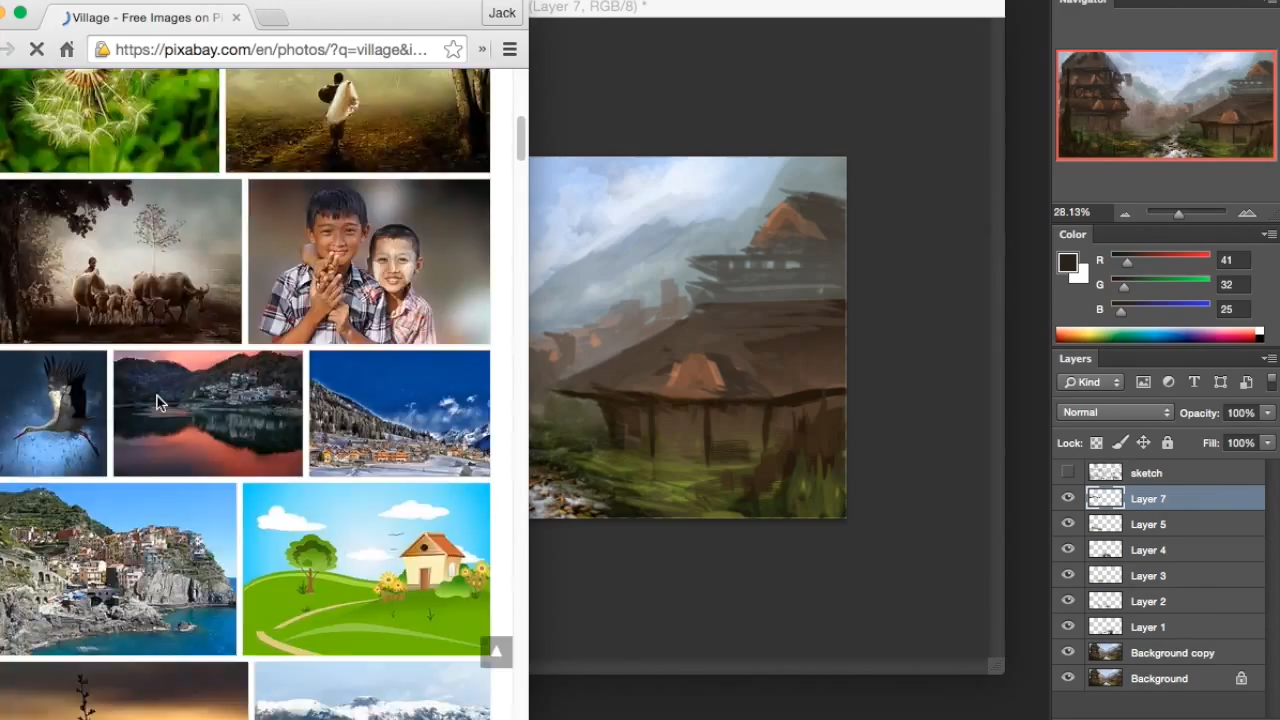 Village - Free Images on Pi
Jack
(Layer 7, RGB/8) *
https://pixabay.com/en/photos/?q=village&i...
»
Navigator
28.13%
Color
R 41
G 32
B 25
Layers
Kind
Normal Opacity: 100%
Lock: Fill: 100%
sketch
Layer 7
Layer 5
Layer 4
Layer 3
Layer 2
Layer 1
Background copy
Background